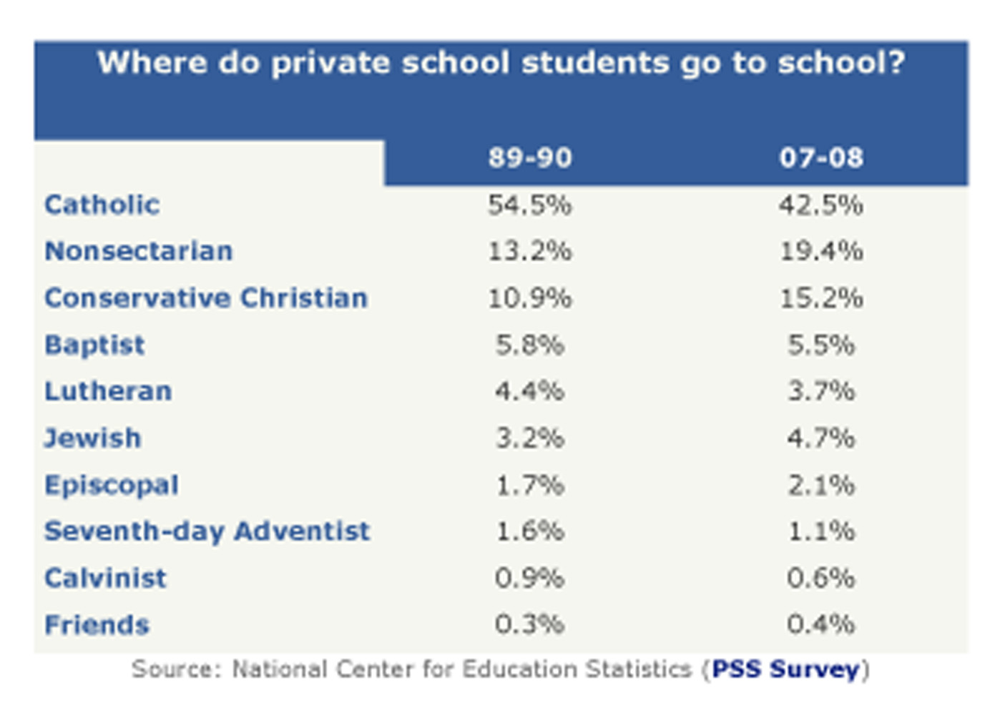 Where do private school students go to school?
89-90 07-08
Catholic 54.5% 42.5%
Nonsectarian 13.2% 19.4%
Conservative Christian 10.9% 15.2%
Baptist 5.8% 5.5%
Lutheran 4.4% 3.7%
Jewish 3.2% 4.7%
Episcopal 1.7% 2.1%
Seventh-day Adventist 1.6% 1.1%
Calvinist 0.9% 0.6%
Friends 0.3% 0.4%
Source: National Center for Education Statistics (PSS Survey)